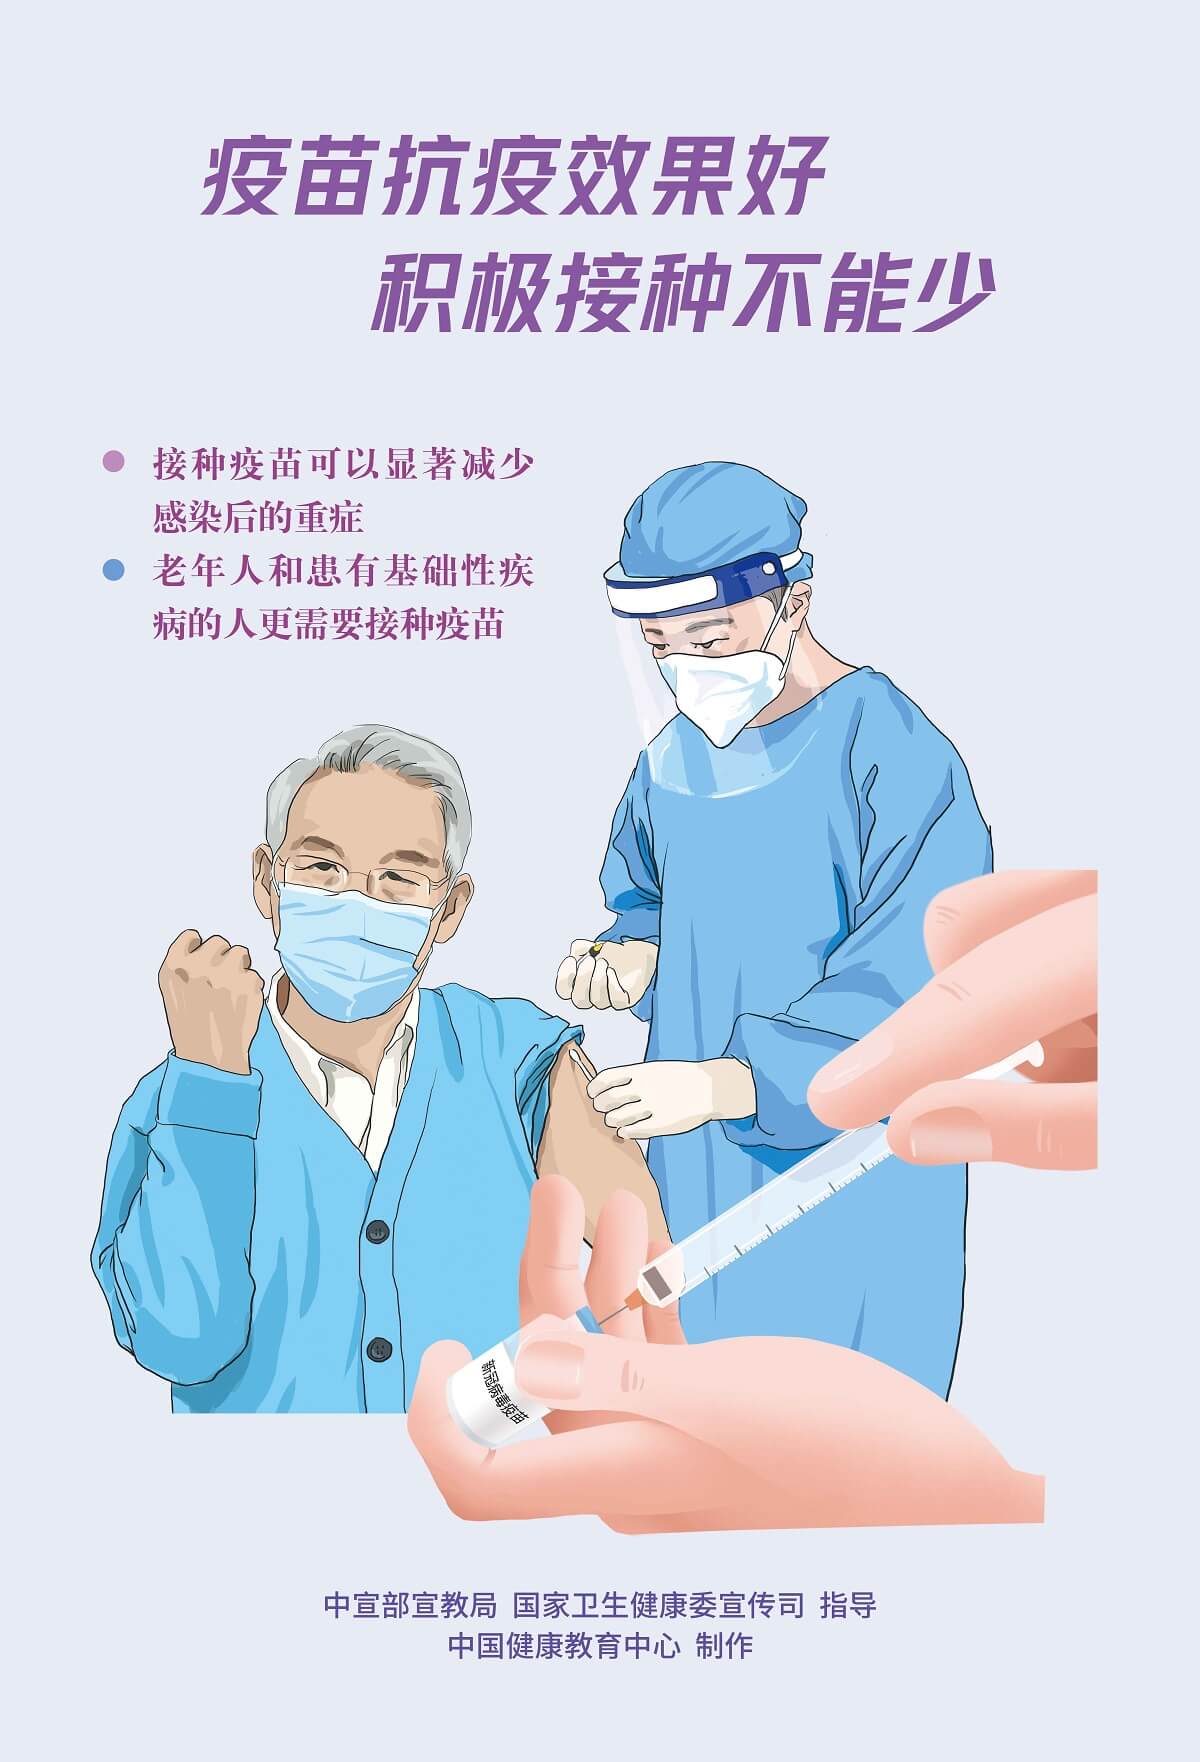 疫苗抗疫效果好
积极接种不能少
接种疫苗可以显著减少
感染后的重症
老年人和患有基础性疾
病的人更需要接种疫苗
新冠病毒疫苗
中宣部宣教局 国家卫生健康委宣传司 指导
中国健康教育中心 制作